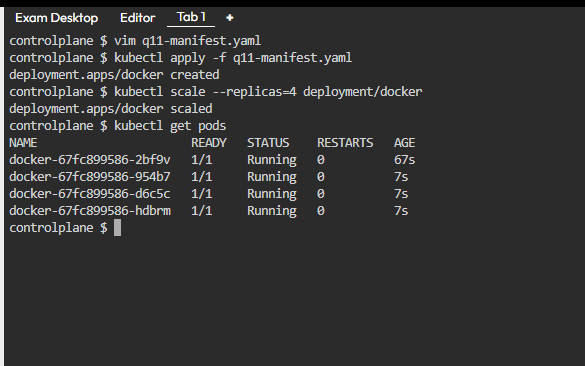 Exam Desktop Editor Tab 1 +
controlplane $ vim q11-manifest.yaml
controlplane $ kubectl apply -f q11-manifest.yaml
deployment.apps/docker created
controlplane $ kubectl scale --replicas=4 deployment/docker
deployment.apps/docker scaled
controlplane $ kubectl get pods
NAME READY STATUS RESTARTS AGE
docker-67fc899586-2bf9v 1/1 Running 0 67s
docker-67fc899586-954b7 1/1 Running 0 7s
docker-67fc899586-d6c5c 1/1 Running 0 7s
docker-67fc899586-hdbrm 1/1 Running 0 7s
controlplane $